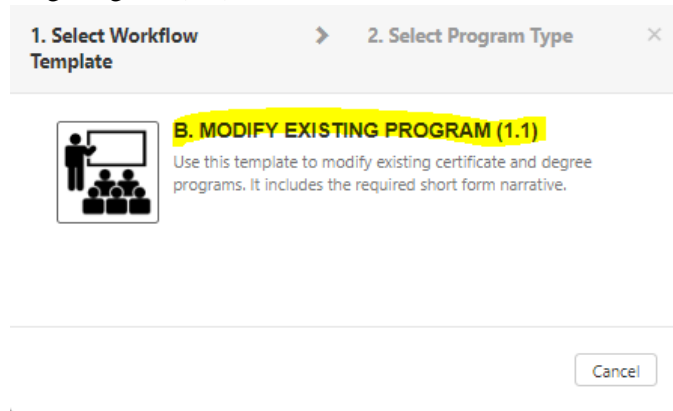 1. Select Workflow
Template
2. Select Program Type
×
B. MODIFY EXISTING PROGRAM (1.1)
Use this template to modify existing certificate and degree
programs. It includes the required short form narrative.
Cancel